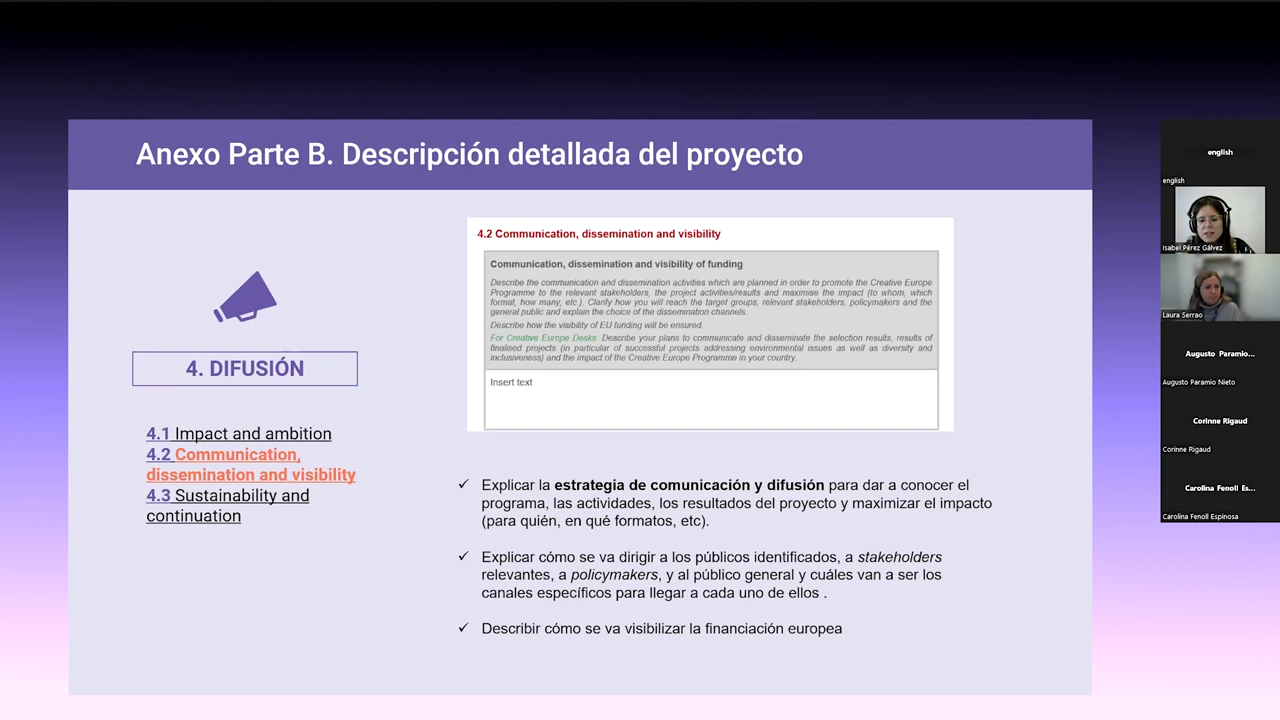 Anexo Parte B. Descripción detallada del proyecto
4. DIFUSIÓN
4.1 Impact and ambition
4.2 Communication,
dissemination and visibility
4.3 Sustainability and
continuation
4.2 Communication, dissemination and visibility
Communication, dissemination and visibility of funding
Describe the communication and dissemination activities which are planned in order to promote the Creative Europe
Programme to the relevant stakeholders, the project activities/results and maximise the impact (to whom, which
format, how many, etc.). Clarify how you will reach the target groups, relevant stakeholders, policymakers and the
general public and explain the choice of the dissemination channels.
Describe how the visibility of EU funding will be ensured.
For Creative Europe Desks: Describe your plans to communicate and disseminate the selection results, results of
finalised projects (in particular of successful projects addressing environmental issues as well as diversity and
inclusiveness) and the impact of the Creative Europe Programme in your country.
Insert text
✓ Explicar la estrategia de comunicación y difusión para dar a conocer el
programa, las actividades, los resultados del proyecto y maximizar el impacto
(para quién, en qué formatos, etc).
✓ Explicar cómo se va dirigir a los públicos identificados, a stakeholders
relevantes, a policymakers, y al público general y cuáles van a ser los
canales específicos para llegar a cada uno de ellos .
✓ Describir cómo se va visibilizar la financiación europea
english
english
Isabel Pérez Gálvez
Laura Serrao
Augusto Paramio...
Augusto Paramio Nieto
Corinne Rigaud
Corinne Rigaud
Carolina Fenoll Es...
Carolina Fenoll Espinosa